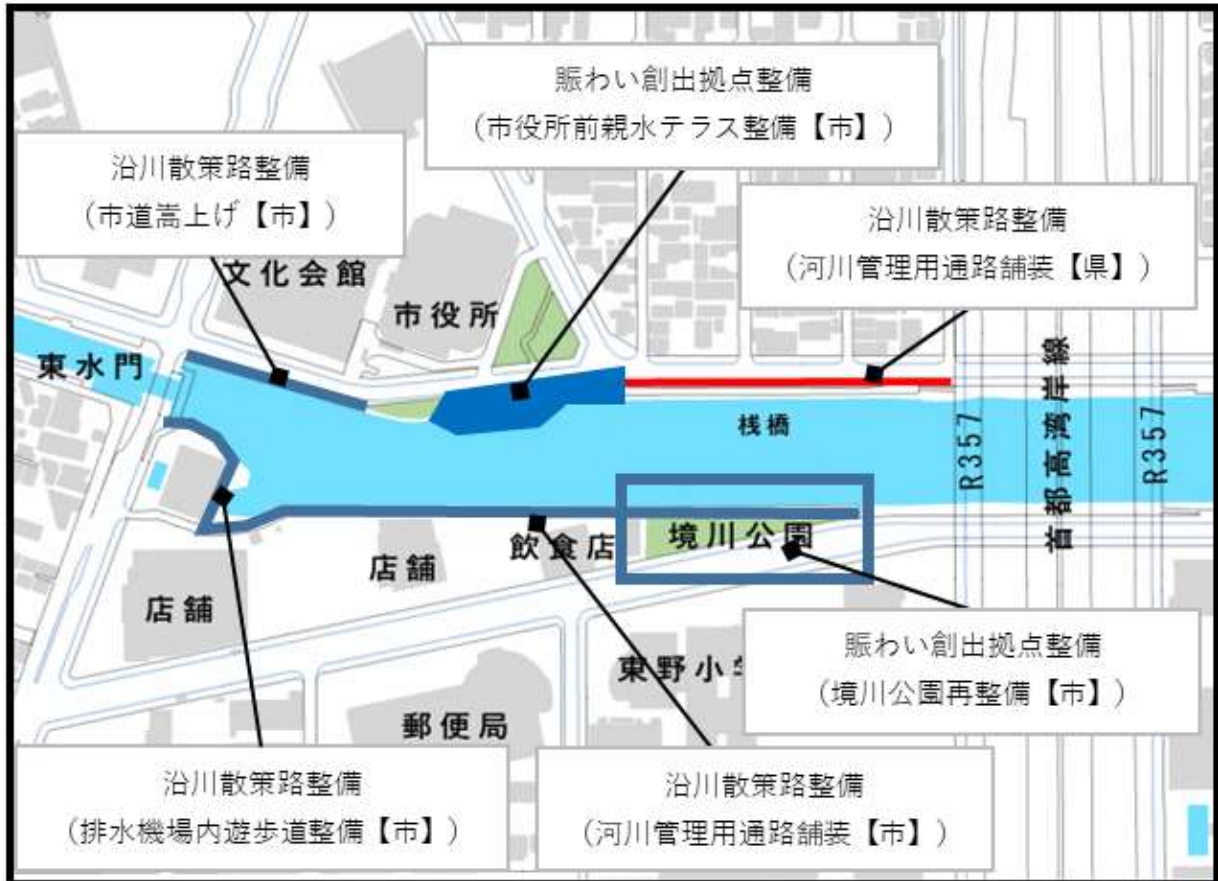 賑わい創出拠点整備
（市役所前親水テラス整備【市】）
沿川散策路整備
（市道嵩上げ【市】）
沿川散策路整備
（河川管理用通路舗装【県】）
文化会館
市役所
東水門
桟橋
R357
首都高湾岸線
R357
境川公園
飲食店
店舗
店舗
東野小学
郵便局
賑わい創出拠点整備
（境川公園再整備【市】）
沿川散策路整備
（排水機場内遊歩道整備【市】）
沿川散策路整備
（河川管理用通路舗装【市】）